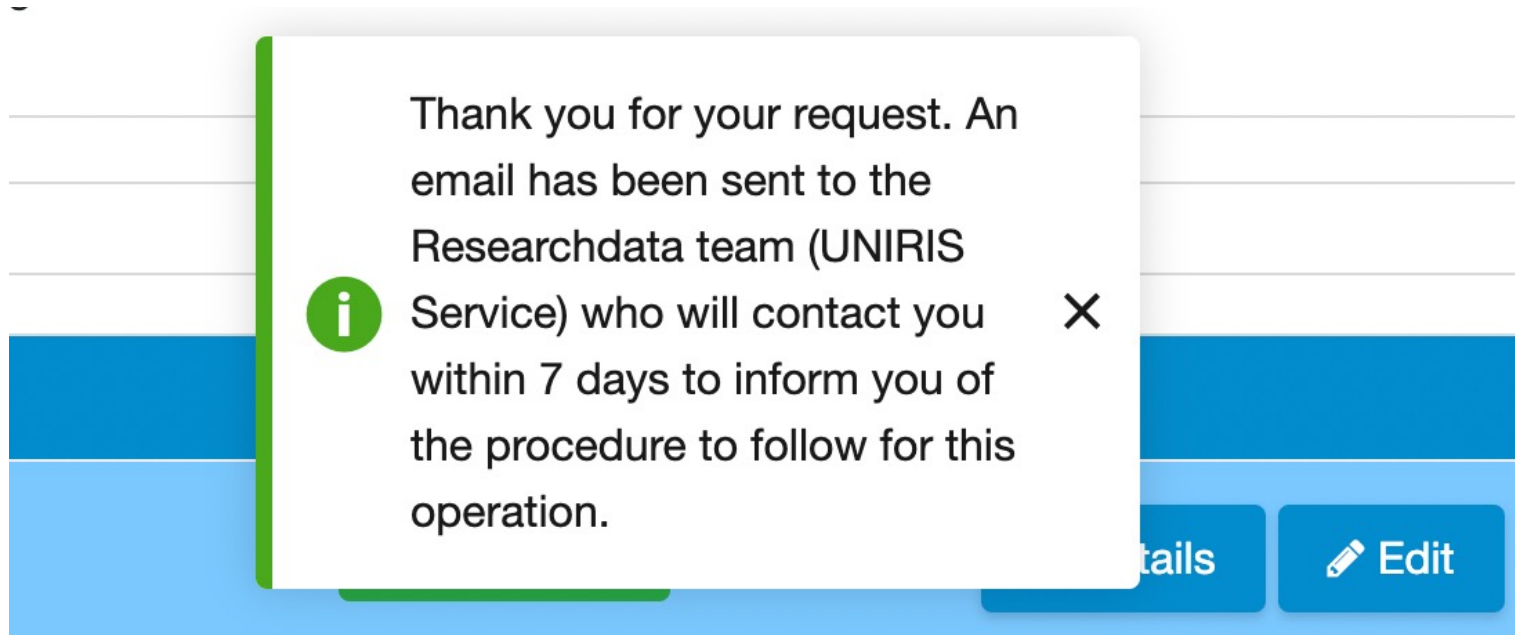 Thank you for your request. An
email has been sent to the
Researchdata team (UNIRIS
Service) who will contact you
within 7 days to inform you of
the procedure to follow for this
operation.
tails
Edit